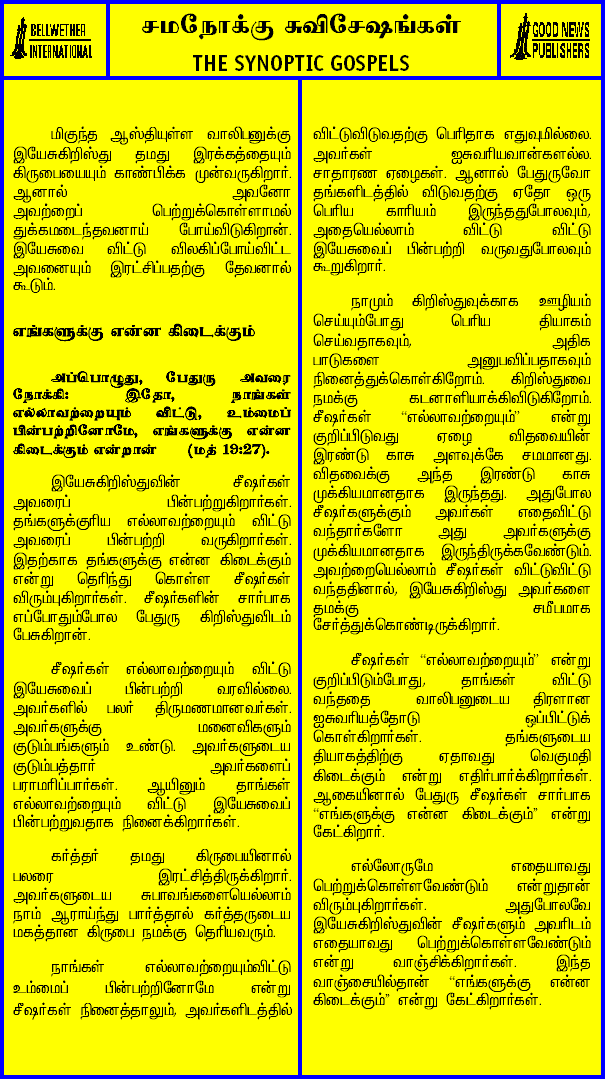 BELLWETHER
INTERNATIONAL
சமநோக்கு சுவிசேஷங்கள்
THE SYNOPTIC GOSPELS
GOOD NEWS
PUBLISHERS
மிகுந்த ஆஸ்தியுள்ள வாலிபனுக்கு
இயேசுகிறிஸ்து தமது இரக்கத்தையும்
கிருபையையும் காண்பிக்க முன்வருகிறார்.
ஆனால் அவனோ
அவற்றைப் பெற்றுக்கொள்ளாமல்
துக்கமடைந்தவனாய் போய்விடுகிறான்.
இயேசுவை விட்டு விலகிப்போய்விட்ட
அவனையும் இரட்சிப்பதற்கு தேவனால்
கூடும்.
எங்களுக்கு என்ன கிடைக்கும்
அப்பொழுது, பேதுரு அவரை
நோக்கி: இதோ, நாங்கள்
எல்லாவற்றையும் விட்டு, உம்மைப்
பின்பற்றினோமே, எங்களுக்கு என்ன
கிடைக்கும் என்றான் (மத் 19:27).
இயேசுகிறிஸ்துவின் சீஷர்கள்
அவரைப் பின்பற்றுகிறார்கள்.
தங்களுக்குரிய எல்லாவற்றையும் விட்டு
அவரைப் பின்பற்றி வருகிறார்கள்.
இதற்காக தங்களுக்கு என்ன கிடைக்கும்
என்று தெரிந்து கொள்ள சீஷர்கள்
விரும்புகிறார்கள். சீஷர்களின் சார்பாக
எப்போதும்போல பேதுரு கிறிஸ்துவிடம்
பேசுகிறான்.
சீஷர்கள் எல்லாவற்றையும் விட்டு
இயேசுவைப் பின்பற்றி வரவில்லை.
அவர்களில் பலர் திருமணமானவர்கள்.
அவர்களுக்கு மனைவிகளும்
குடும்பங்களும் உண்டு. அவர்களுடைய
குடும்பத்தார் அவர்களைப்
பராமரிப்பார்கள். ஆயினும் தாங்கள்
எல்லாவற்றையும் விட்டு இயேசுவைப்
பின்பற்றுவதாக நினைக்கிறார்கள்.
கர்த்தர் தமது கிருபையினால்
பலரை இரட்சித்திருக்கிறார்.
அவர்களுடைய சுபாவங்களையெல்லாம்
நாம் ஆராய்ந்து பார்த்தால் கர்த்தருடைய
மகத்தான கிருபை நமக்கு தெரியவரும்.
நாங்கள் எல்லாவற்றையும்விட்டு
உம்மைப் பின்பற்றினோமே என்று
சீஷர்கள் நினைத்தாலும், அவர்களிடத்தில்
விட்டுவிடுவதற்கு பெரிதாக எதுவுமில்லை.
அவர்கள் ஐசுவரியவான்களல்ல.
சாதாரண ஏழைகள். ஆனால் பேதுருவோ
தங்களிடத்தில் விடுவதற்கு ஏதோ ஒரு
பெரிய காரியம் இருந்ததுபோலவும்,
அதையெல்லாம் விட்டு விட்டு
இயேசுவைப் பின்பற்றி வருவதுபோலவும்
கூறுகிறார்.
நாமும் கிறிஸ்துவுக்காக ஊழியம்
செய்யும்போது பெரிய தியாகம்
செய்வதாகவும், அதிக
பாடுகளை அனுபவிப்பதாகவும்
நினைத்துக்கொள்கிறோம். கிறிஸ்துவை
நமக்கு கடனாளியாக்கிவிடுகிறோம்.
சீஷர்கள் “எல்லாவற்றையும்” என்று
குறிப்பிடுவது ஏழை விதவையின்
இரண்டு காசு அளவுக்கே சமமானது.
விதவைக்கு அந்த இரண்டு காசு
முக்கியமானதாக இருந்தது. அதுபோல
சீஷர்களுக்கும் அவர்கள் எதைவிட்டு
வந்தார்களோ அது அவர்களுக்கு
முக்கியமானதாக இருந்திருக்கவேண்டும்.
அவற்றையெல்லாம் சீஷர்கள் விட்டுவிட்டு
வந்ததினால், இயேசுகிறிஸ்து அவர்களை
தமக்கு சமீபமாக
சேர்த்துக்கொண்டிருக்கிறார்.
சீஷர்கள் “எல்லாவற்றையும்” என்று
குறிப்பிடும்போது, தாங்கள் விட்டு
வந்ததை வாலிபனுடைய திரளான
ஐசுவரியத்தோடு ஒப்பிட்டுக்
கொள்கிறார்கள். தங்களுடைய
தியாகத்திற்கு ஏதாவது வெகுமதி
கிடைக்கும் என்று எதிர்பார்க்கிறார்கள்.
ஆகையினால் பேதுரு சீஷர்கள் சார்பாக
“எங்களுக்கு என்ன கிடைக்கும்” என்று
கேட்கிறார்.
எல்லோருமே எதையாவது
பெற்றுக்கொள்ளவேண்டும் என்றுதான்
விரும்புகிறார்கள். அதுபோலவே
இயேசுகிறிஸ்துவின் சீஷர்களும் அவரிடம்
எதையாவது பெற்றுக்கொள்ளவேண்டும்
என்று வாஞ்சிக்கிறார்கள். இந்த
வாஞ்சையில்தான் “எங்களுக்கு என்ன
கிடைக்கும்” என்று கேட்கிறார்கள்.